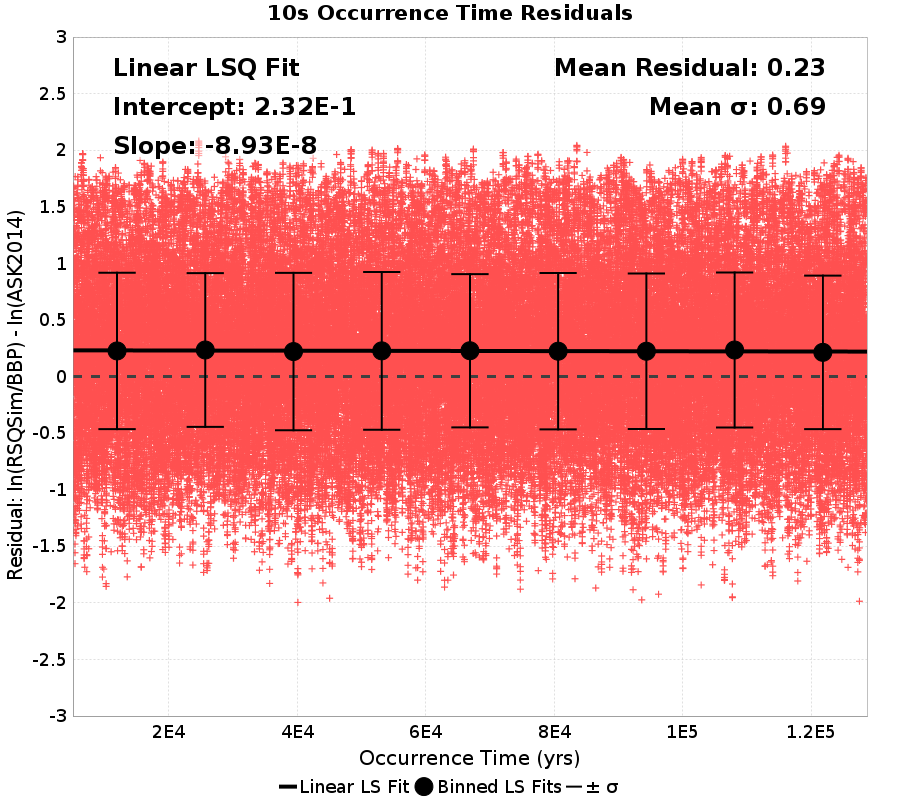 10s Occurrence Time Residuals
Linear LSQ Fit
Mean Residual: 0.23
Intercept: 2.32E-1
Mean σ: 0.69
Slope: -8.93E-8
3
2.5
2
1.5
1
0.5
0
-0.5
-1
-1.5
-2
-2.5
-3
Residual: ln(RSQSim/BBP) - ln(ASK2014)
2E4
4E4
6E4
8E4
1E5
1.2E5
Occurrence Time (yrs)
Linear LS Fit
Binned LS Fits
± σ